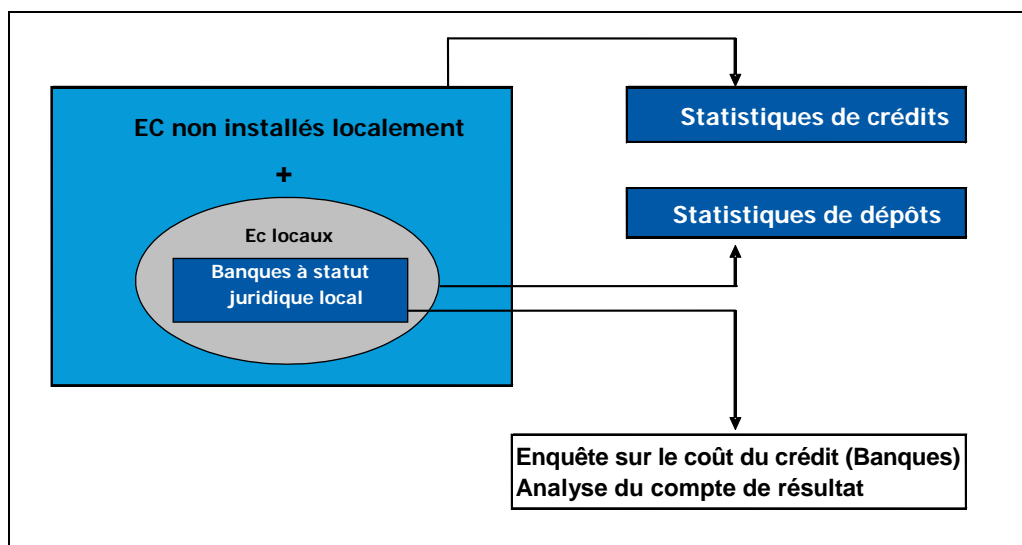 EC non installés localement
+
Ec locaux
Banques à statut
juridique local
Statistiques de crédits
Statistiques de dépôts
Enquête sur le coût du crédit (Banques)
Analyse du compte de résultat